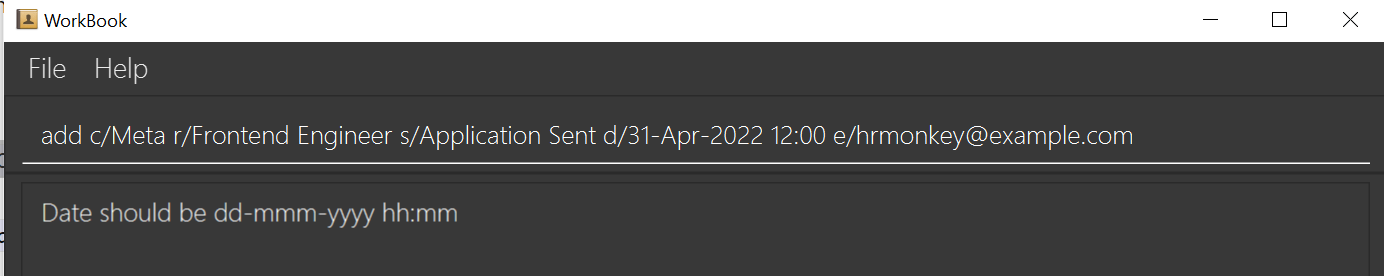 WorkBook
File Help
add c/Meta r/Frontend Engineer s/Application Sent d/31-Apr-2022 12:00 e/hrmonkey@example.com
Date should be dd-mmm-yyyy hh:mm